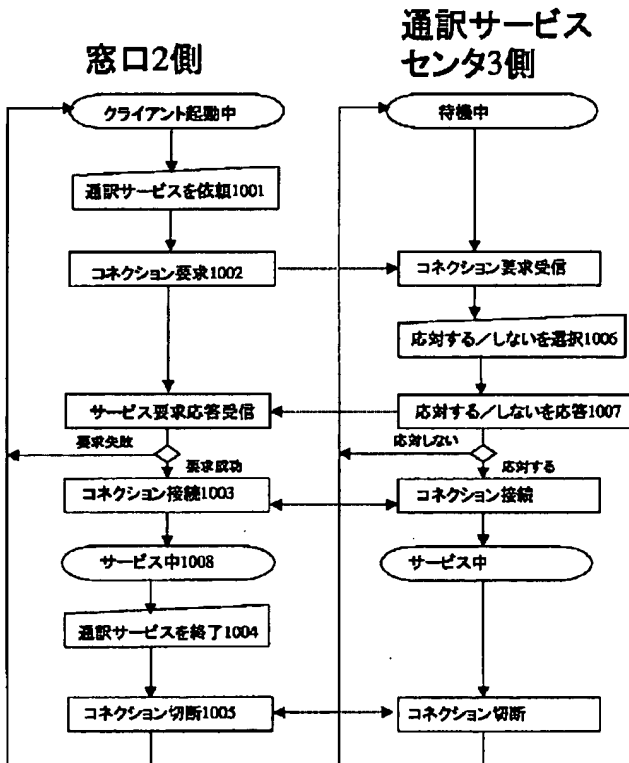 窓口2側
通訳サービス
センタ3側
クライアント起動中
待機中
通訳サービスを依頼1001
コネクション要求1002
コネクション要求受信
応対する/しないを選択1006
サービス要求応答受信
応対する/しないを応答1007
要求失敗
応対しない
要求成功
応対する
コネクション接続1003
コネクション接続
サービス中1008
サービス中
通訳サービスを終了1004
コネクション切断1005
コネクション切断